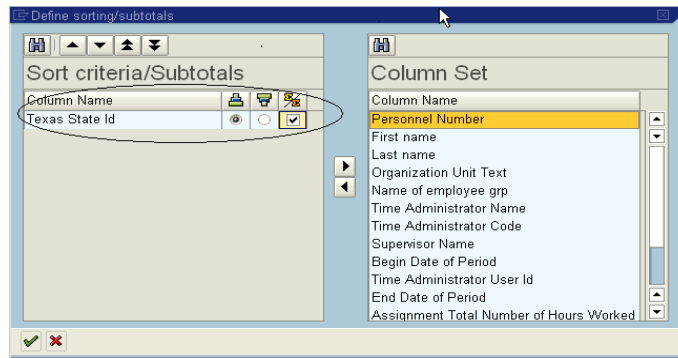 Define sorting/subtotals
Sort criteria/Subtotals
Column Name
Texas State Id
Column Set
Column Name
Personnel Number
First name
Last name
Organization Unit Text
Name of employee grp
Time Administrator Name
Time Administrator Code
Supervisor Name
Begin Date of Period
Time Administrator User Id
End Date of Period
Assignment Total Number of Hours Worked